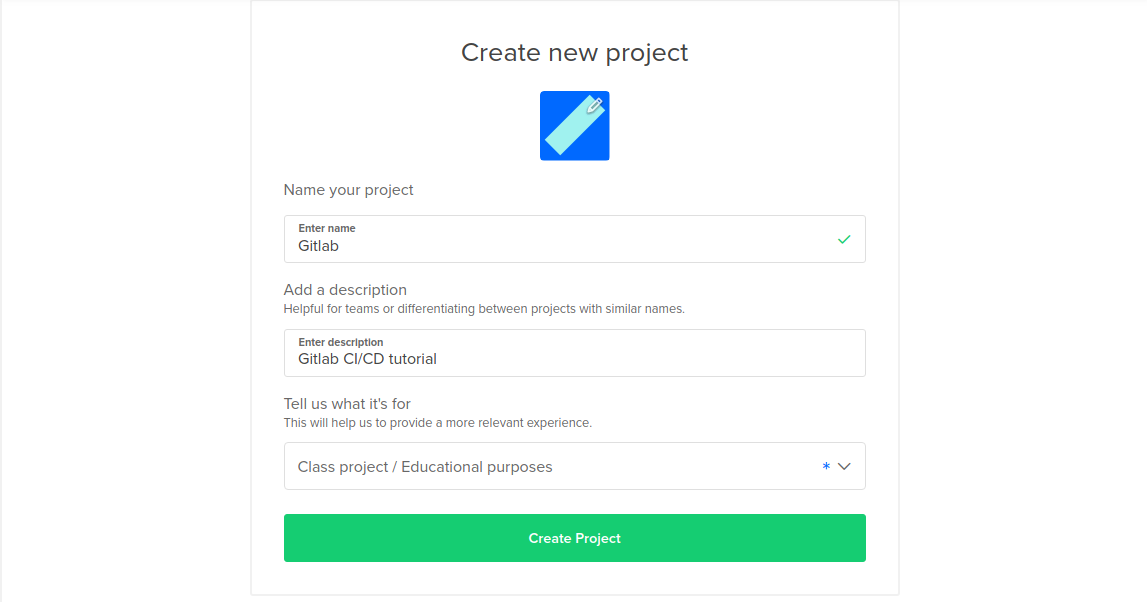 Create new project
Name your project
Enter name
Gitlab
Add a description
Helpful for teams or differentiating between projects with similar names.
Enter description
Gitlab CI/CD tutorial
Tell us what it's for
This will help us to provide a more relevant experience.
Class project / Educational purposes *
Create Project